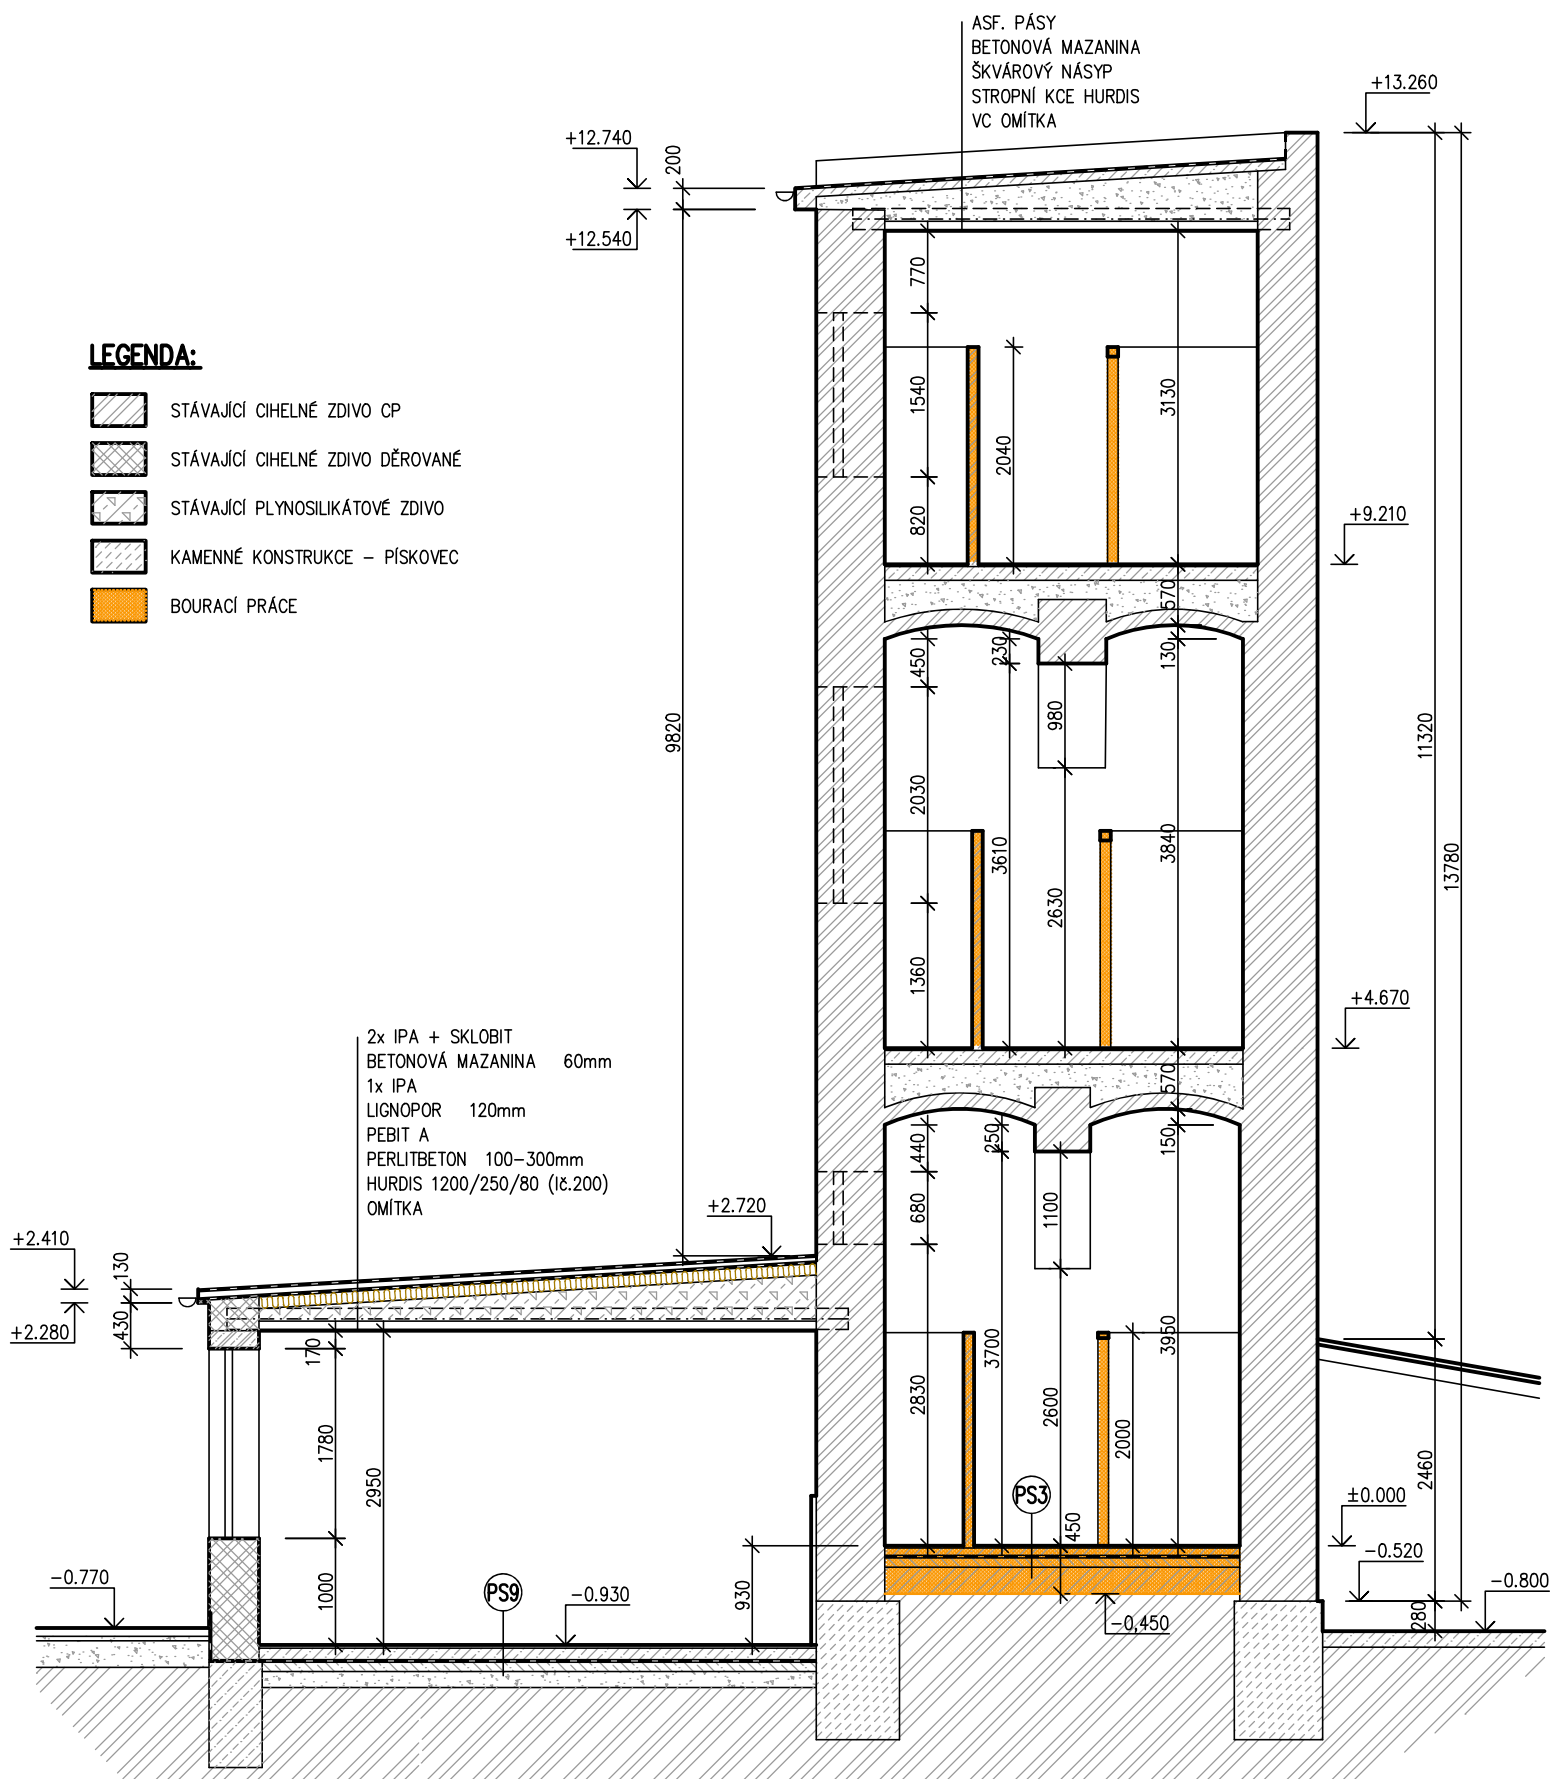 ASF. PÁSY
BETONOVÁ MAZANINA
ŠKVÁROVÝ NÁSYP
STROPNÍ KCE HURDIS
VC OMÍTKA
+13.260
+12.740
200
+12.540
770
1540
820
2040
3130
LEGENDA:
STÁVAJÍCÍ CIHELNÉ ZDIVO CP
STÁVAJÍCÍ CIHELNÉ ZDIVO DĚROVANÉ
STÁVAJÍCÍ PLYNOSILIKÁTOVÉ ZDIVO
KAMENNÉ KONSTRUKCE – PÍSKOVEC
BOURACÍ PRÁCE
+9.210
570
130
450
230
980
9820
2030
3610
2630
3840
1360
11320
13780
+4.670
570
150
440
250
1100
680
2x IPA + SKLOBIT
BETONOVÁ MAZANINA 60mm
1x IPA
LIGNOPOR 120mm
PEBIT A
PERLITBETON 100–300mm
HURDIS 1200/250/80 (Ič.200)
OMÍTKA
+2.720
+2.410
130
+2.280
430
170
1780
2950
1000
2830
3700
2600
2000
3950
2460
PS3
450
±0.000
-0.520
-0.800
280
-0,450
-0.770
PS9
-0.930
930